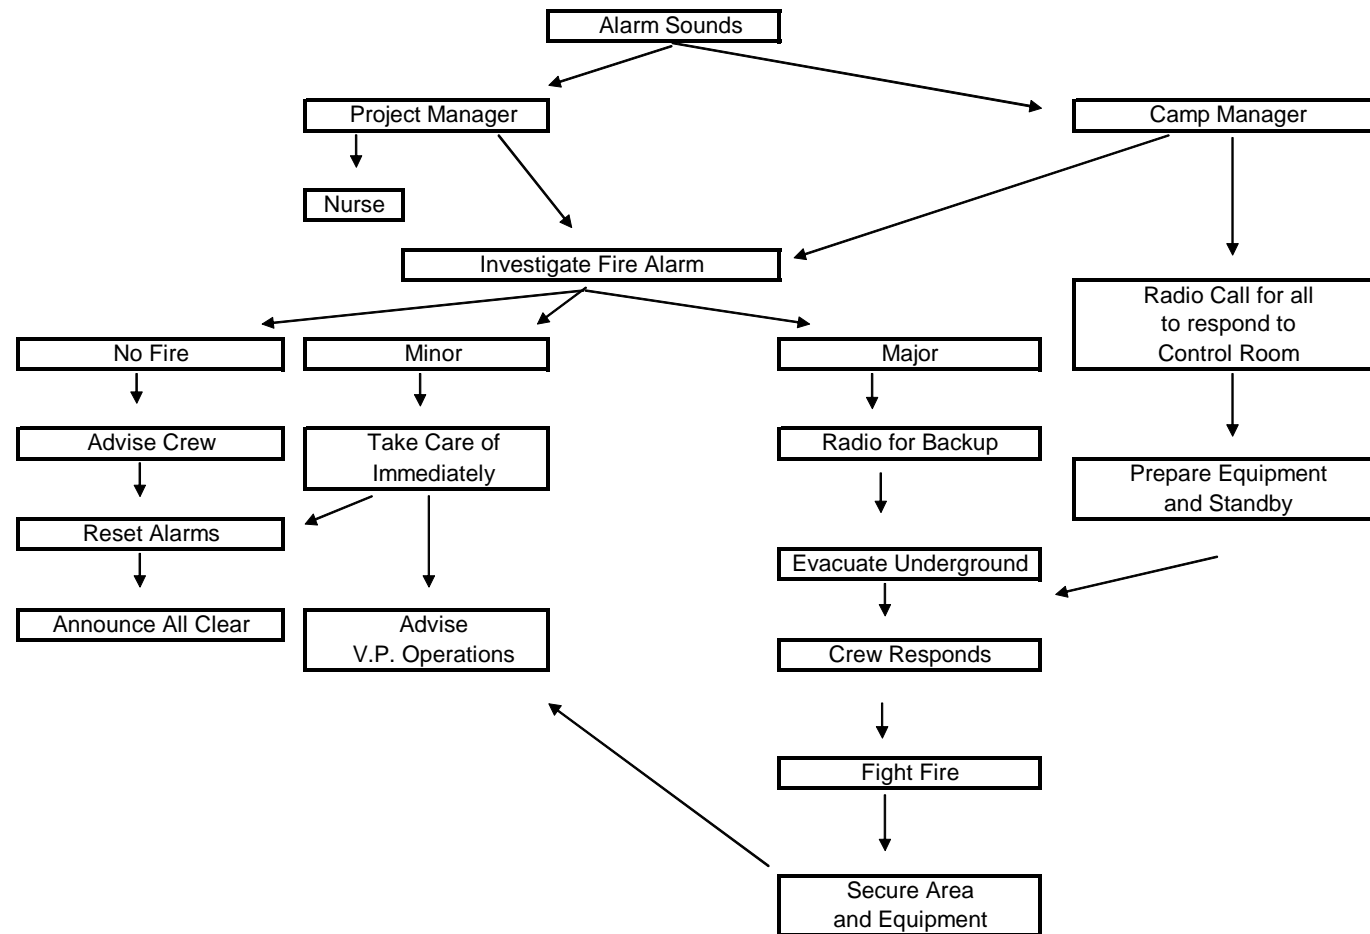 Alarm Sounds
Project Manager
Camp Manager
Nurse
Investigate Fire Alarm
Radio Call for all
to respond to
Control Room
No Fire
Minor
Major
Advise Crew
Take Care of
Immediately
Radio for Backup
Prepare Equipment
and Standby
Reset Alarms
Evacuate Underground
Announce All Clear
Advise
V.P. Operations
Crew Responds
Fight Fire
Secure Area
and Equipment